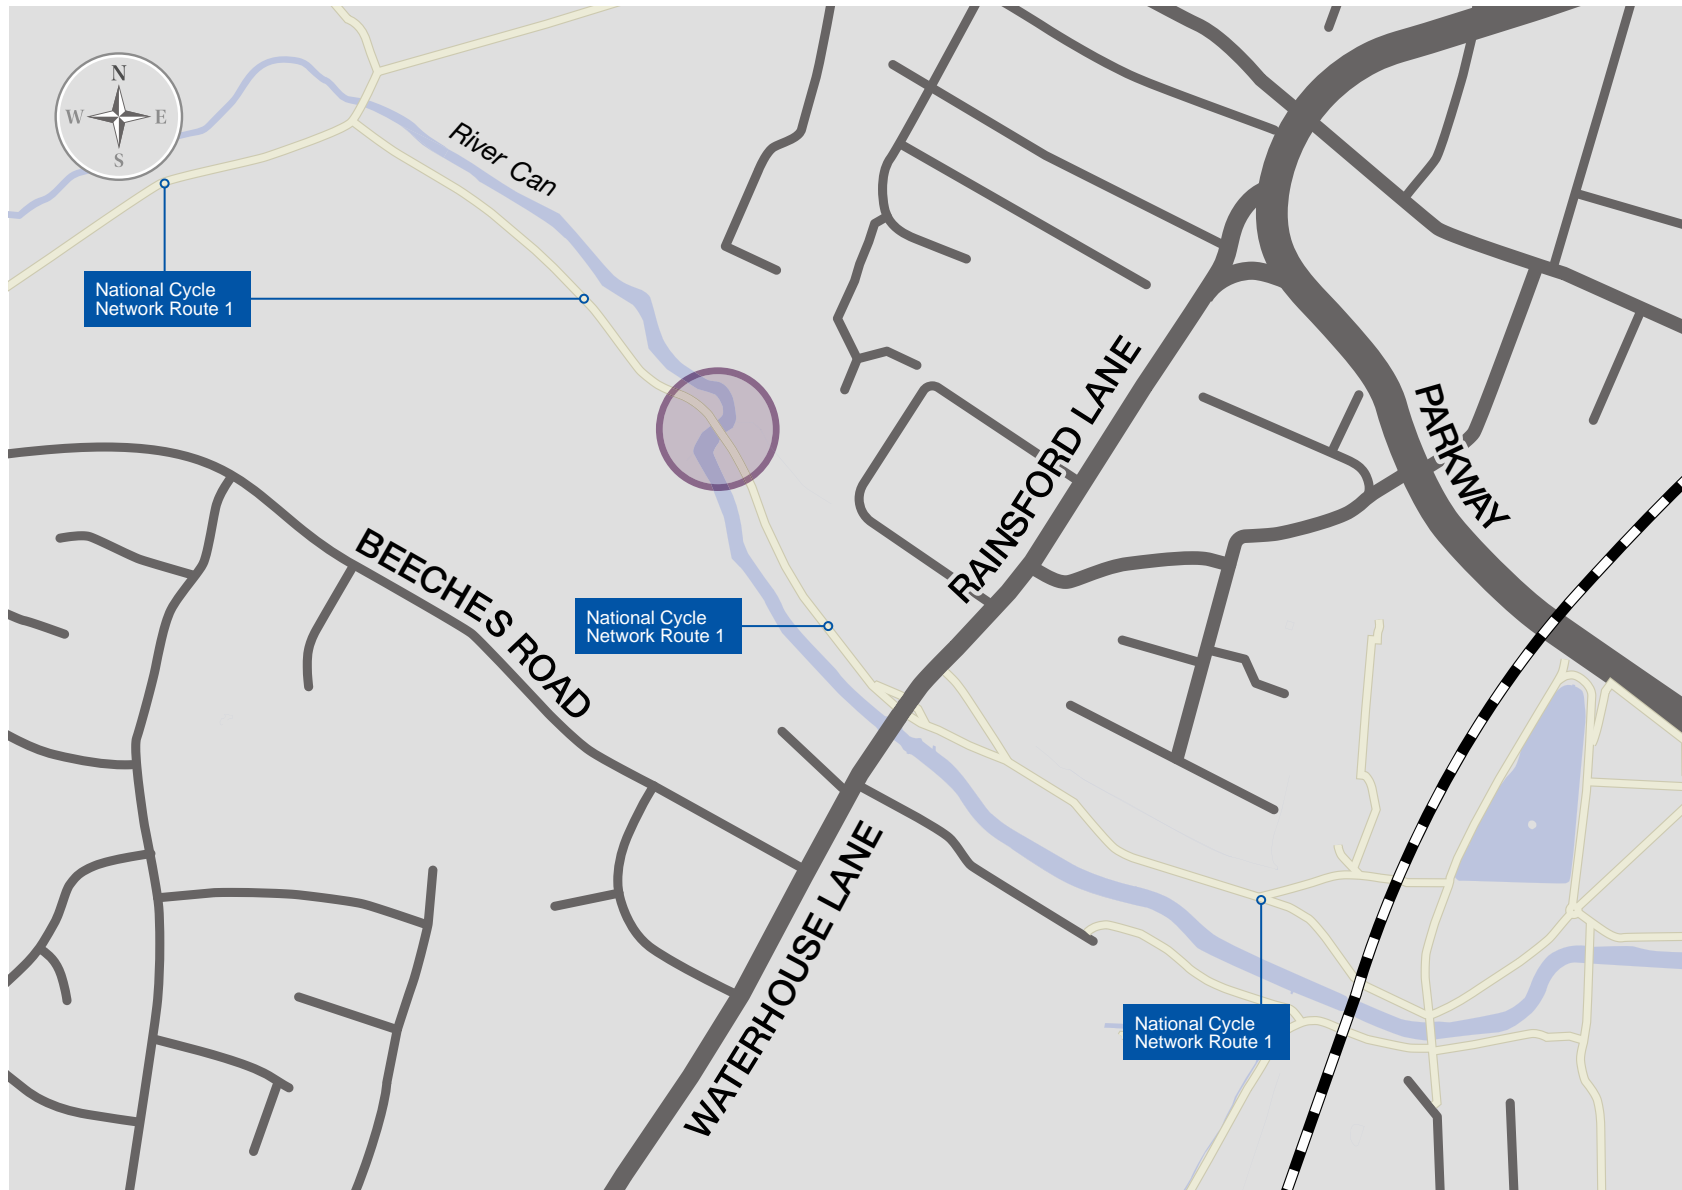 N
W
E
S
River Can
National Cycle
Network Route 1
RAINSFORD LANE
PARKWAY
BEECHES ROAD
National Cycle
Network Route 1
WATERHOUSE LANE
National Cycle
Network Route 1